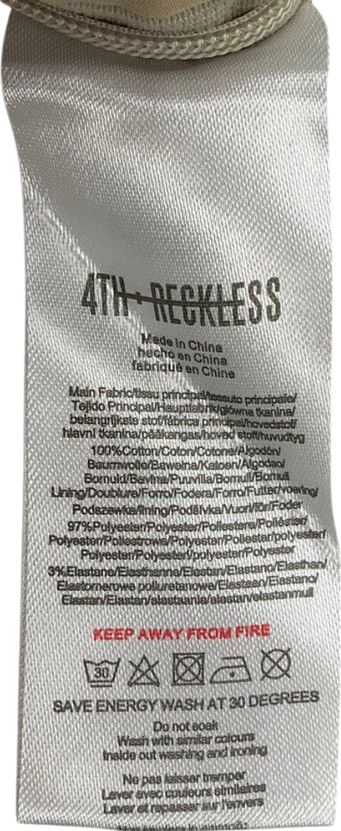 4TH + RECKLESS
Made in China
hecho en China
fabriqué en Chine
Main Fabric/tissu principal/tessuto principale/
Tejido Principal/Hauptfabrik/główna tkanina/
belangrijkste stof/fábrica principal/hovedstof/
hlavní tkanina/pääkangas/hoved stoff/huvudtyg
100%Cotton/Coton/Cotone/Algodón/
Baumwolle/Bawełna/Katoen/Algodao/
Bomuld/Bavlna/Puuvilla/Bomull/Bomull
Lining/Doublure/Forro/Fodera/Forro/Futter/voering/
Podszewka/lining/Podšívka/Vuori/fôr/Foder
97%Polyester/Polyester/Poliestere/Poliéster/
Polyester/Poliestrowa/Polyester/Poliester/polyester/
Polyester/Polyesteri/polyester/Polyester
3%Elastane/Elasthanne/Elastan/Elastano/Elasthan/
Elastomerowe poliuretanowe/Elastaan/Elastano/
Elastan/Elastan/elastaania/elastan/elastanmull
KEEP AWAY FROM FIRE
30
SAVE ENERGY WASH AT 30 DEGREES
Do not soak
Wash with similar colours
Inside out washing and ironing
Ne pas laisser tremper
Laver avec couleurs similaires
Laver et repasser sur l'envers